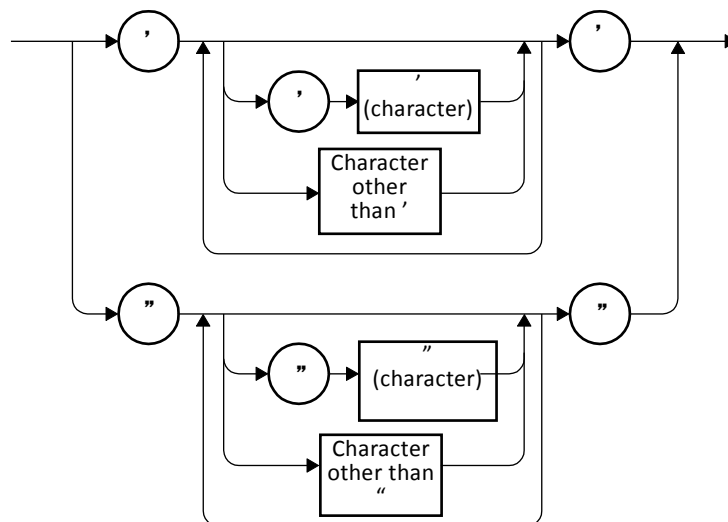 ’ ’
’ ’
(character)
Character
other
than ’
” ”
” ”
(character)
Character
other than
“